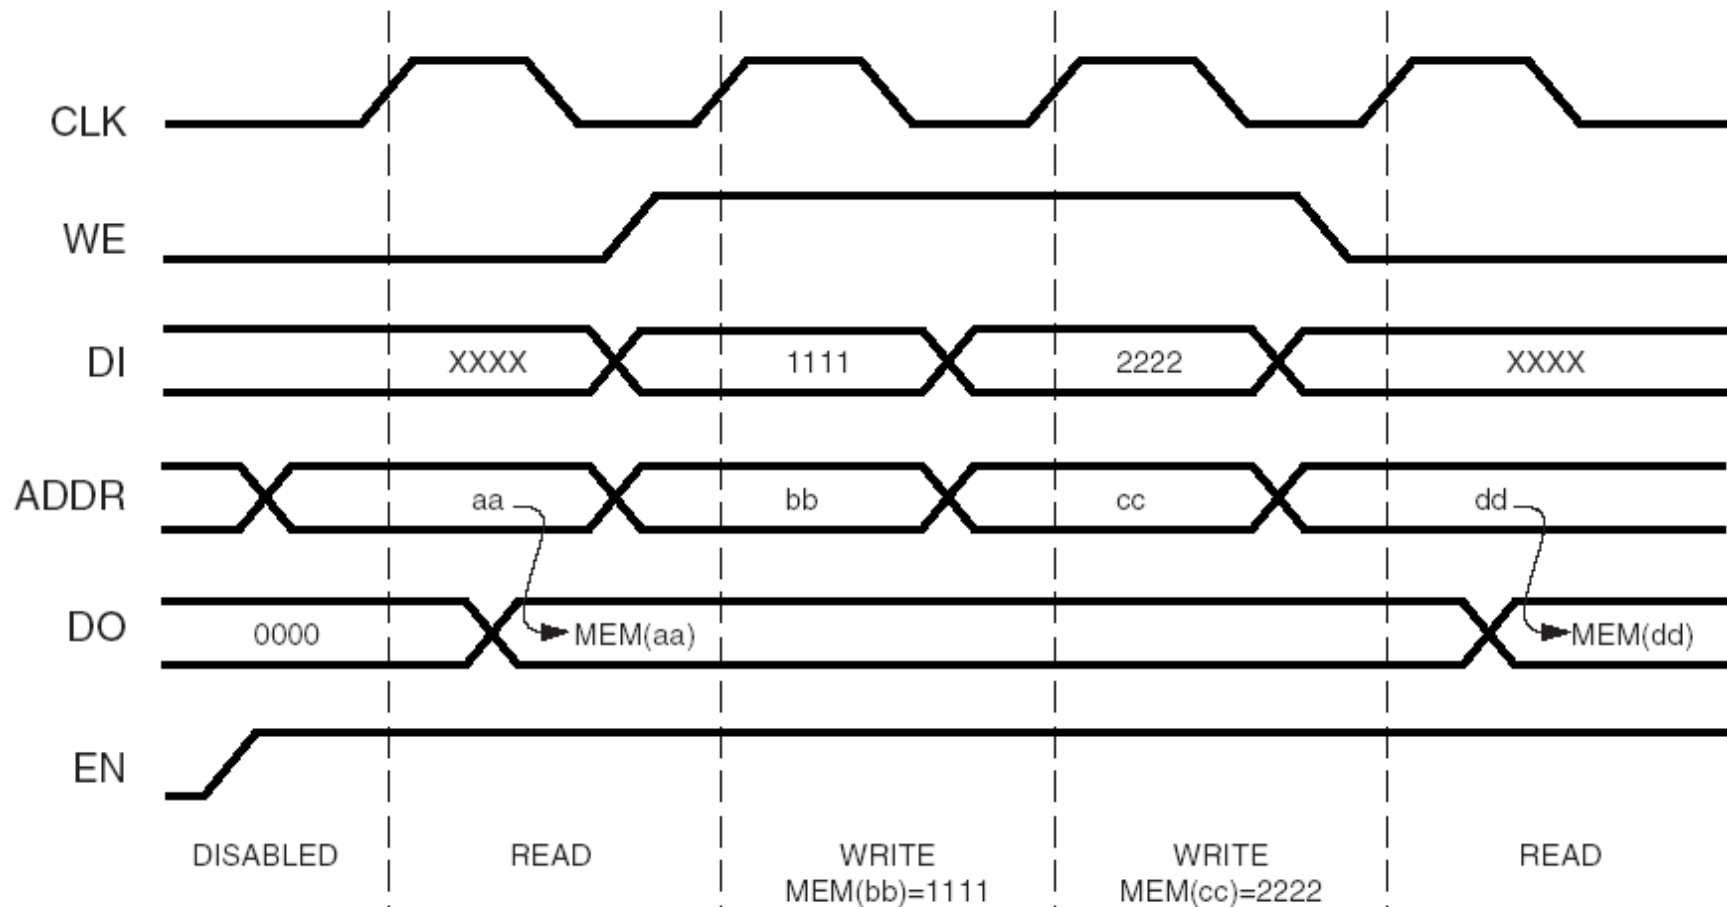 CLK
WE
DI XXXX 1111 2222 XXXX
ADDR aa bb cc dd
DO 0000 MEM(aa) MEM(dd)
EN
DISABLED READ WRITE WRITE READ
MEM(bb)=1111 MEM(cc)=2222